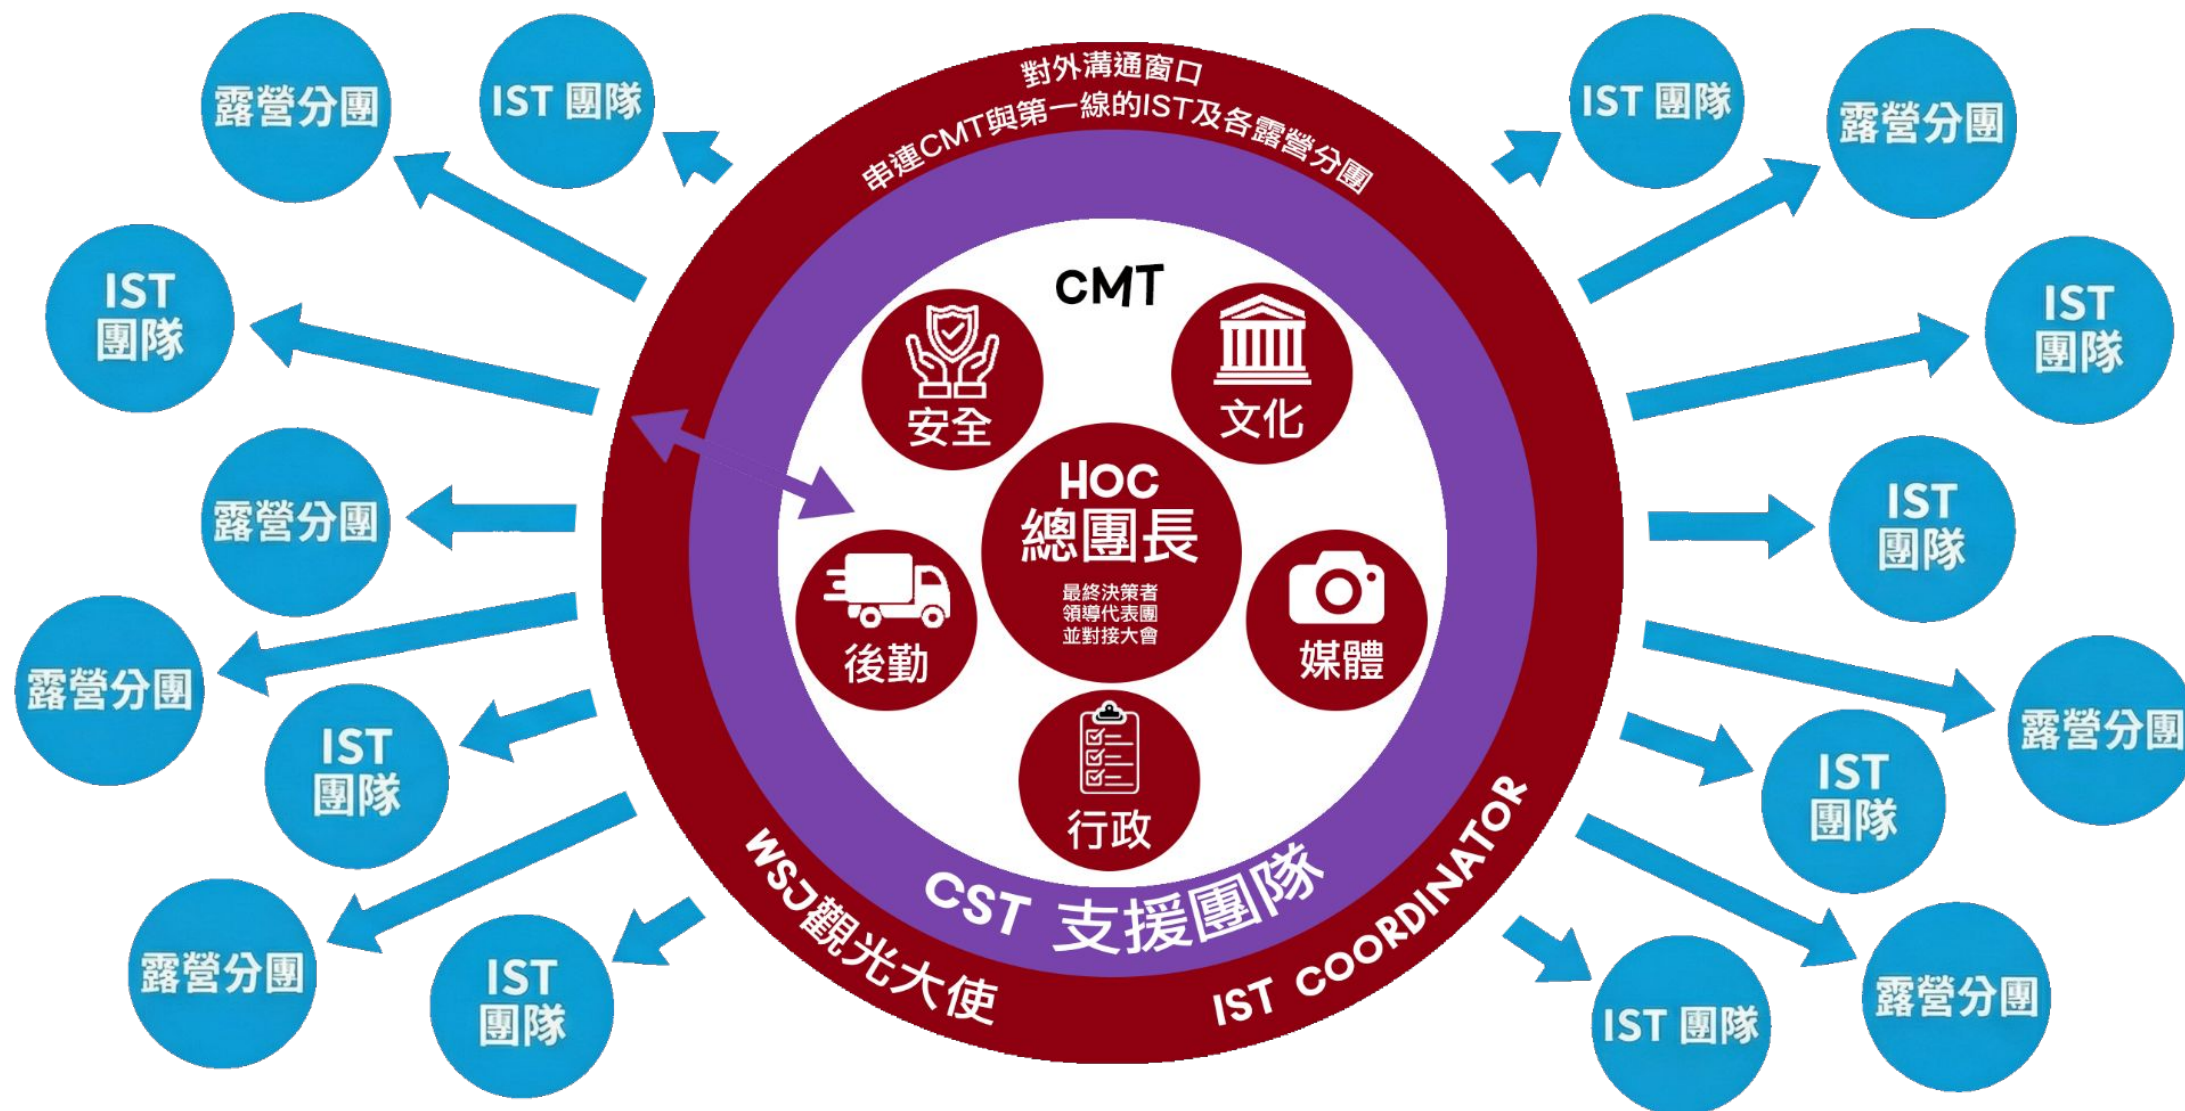 對外溝通窗口
串連CMT與第一線的IST及各露營分團
CMT
安全
文化
HOC
總團長
最終決策者
領導代表團
並對接大會
後勤
媒體
行政
CST 支援團隊
WSJ觀光大使
IST COORDINATOR
露營分團
IST 團隊
IST
團隊
露營分團
露營分團
IST
團隊
露營分團
IST
團隊
IST 團隊
露營分團
IST
團隊
IST
團隊
露營分團
IST
團隊
露營分團
IST 團隊